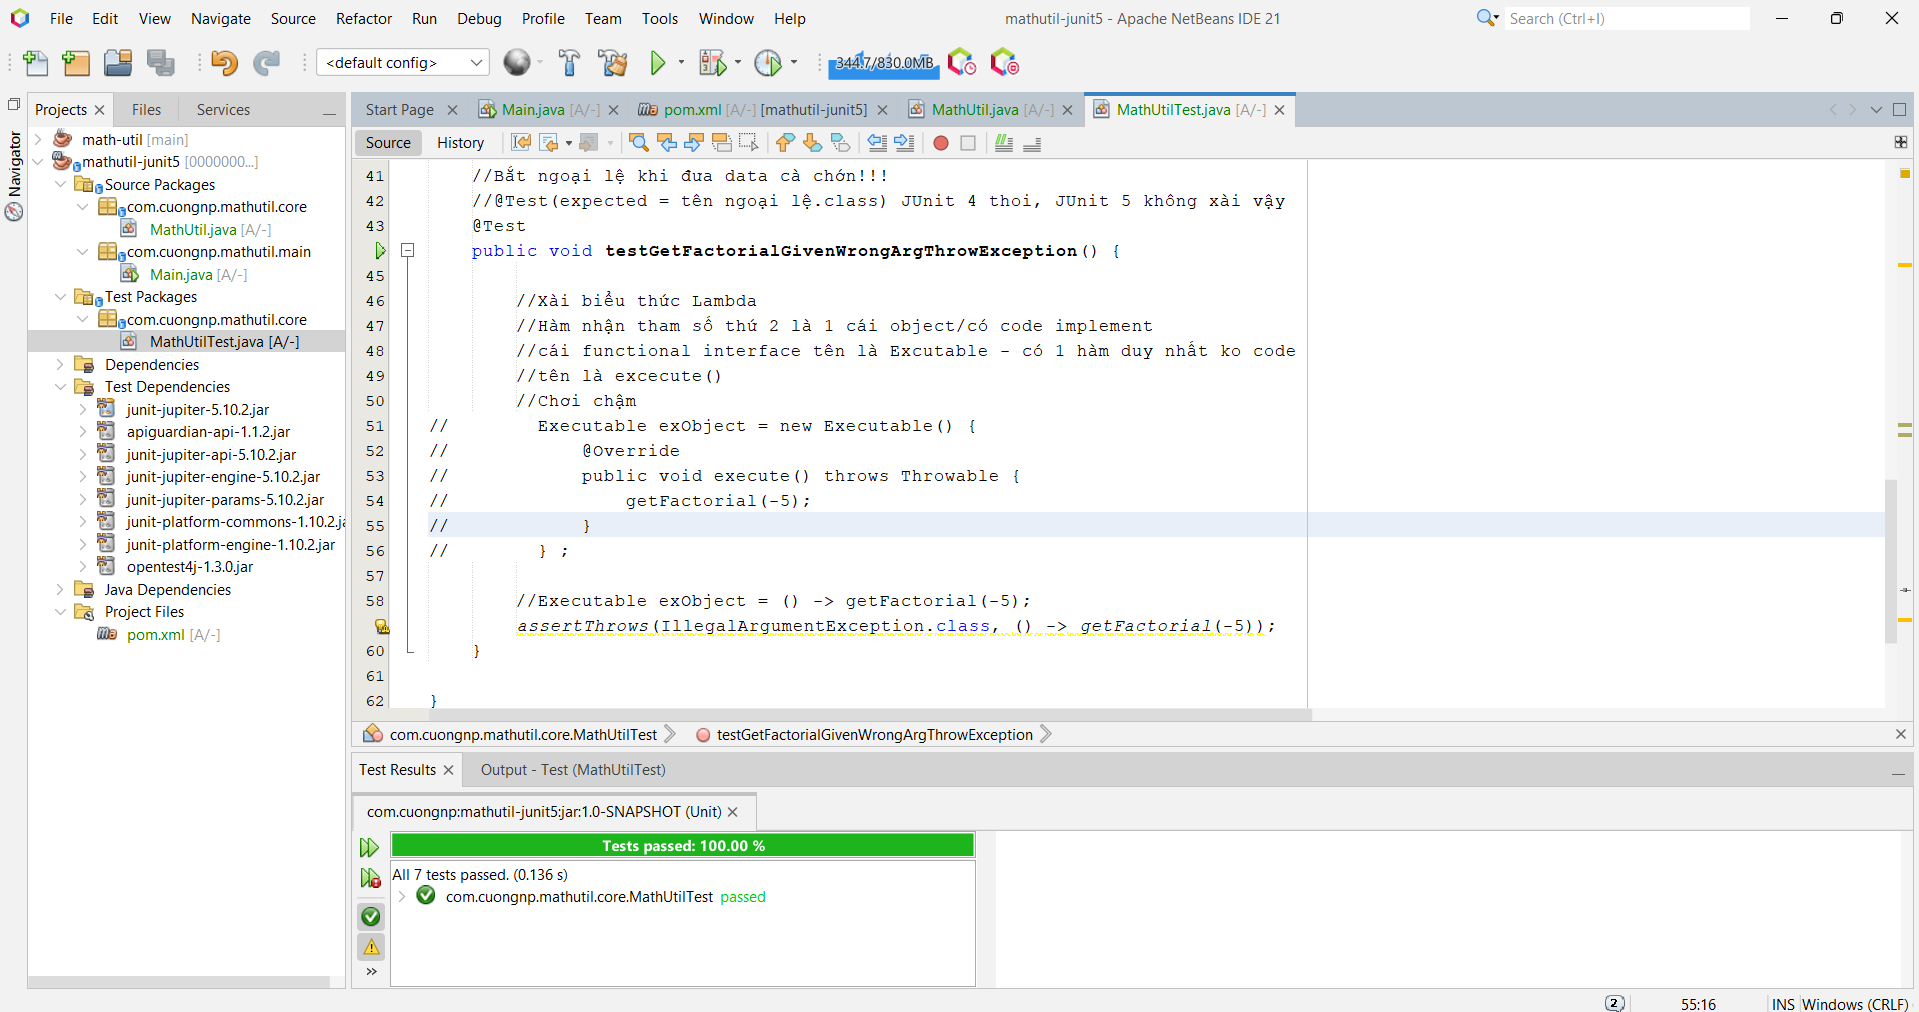 File Edit View Navigate Source Refactor Run Debug Profile Team Tools Window Help
mathutil-junit5 - Apache NetBeans IDE 21
Search (Ctrl+I)
<default config>
344.7/830.0MB
Projects Files Services
Navigator
math-util [main]
mathutil-junit5 [0000000...]
Source Packages
com.cuongnp.mathutil.core
MathUtil.java [A/-]
com.cuongnp.mathutil.main
Main.java [A/-]
Test Packages
com.cuongnp.mathutil.core
MathUtilTest.java [A/-]
Dependencies
Test Dependencies
junit-jupiter-5.10.2.jar
apiguardian-api-1.1.2.jar
junit-jupiter-api-5.10.2.jar
junit-jupiter-engine-5.10.2.jar
junit-jupiter-params-5.10.2.jar
junit-platform-commons-1.10.2.ja
junit-platform-engine-1.10.2.jar
opentest4j-1.3.0.jar
Java Dependencies
Project Files
pom.xml [A/-]
Start Page Main.java [A/-] pom.xml [A/-] [mathutil-junit5] MathUtil.java [A/-] MathUtilTest.java [A/-]
Source History
41 //Bắt ngoại lệ khi đưa data cà chớn!!!
42 //@Test(expected = tên ngoại lệ.class) JUnit 4 thoi, JUnit 5 không xài vậy
43 @Test
public void testGetFactorialGivenWrongArgThrowException() {
45
46 //Xài biểu thức Lambda
47 //Hàm nhận tham số thứ 2 là 1 cái object/có code implement
48 //cái functional interface tên là Excutable - có 1 hàm duy nhất ko code
49 //tên là excecute()
50 //Chơi chậm
51 // Executable exObject = new Executable() {
52 // @Override
53 // public void execute() throws Throwable {
54 // getFactorial(-5);
55 // }
56 // } ;
57
58 //Executable exObject = () -> getFactorial(-5);
assertThrows(IllegalArgumentException.class, () -> getFactorial(-5));
60 }
61
62 }
com.cuongnp.mathutil.core.MathUtilTest testGetFactorialGivenWrongArgThrowException
Test Results Output - Test (MathUtilTest)
com.cuongnp:mathutil-junit5:jar:1.0-SNAPSHOT (Unit)
Tests passed: 100.00 %
All 7 tests passed. (0.136 s)
com.cuongnp.mathutil.core.MathUtilTest passed
2 55:16 INS Windows (CRLF)